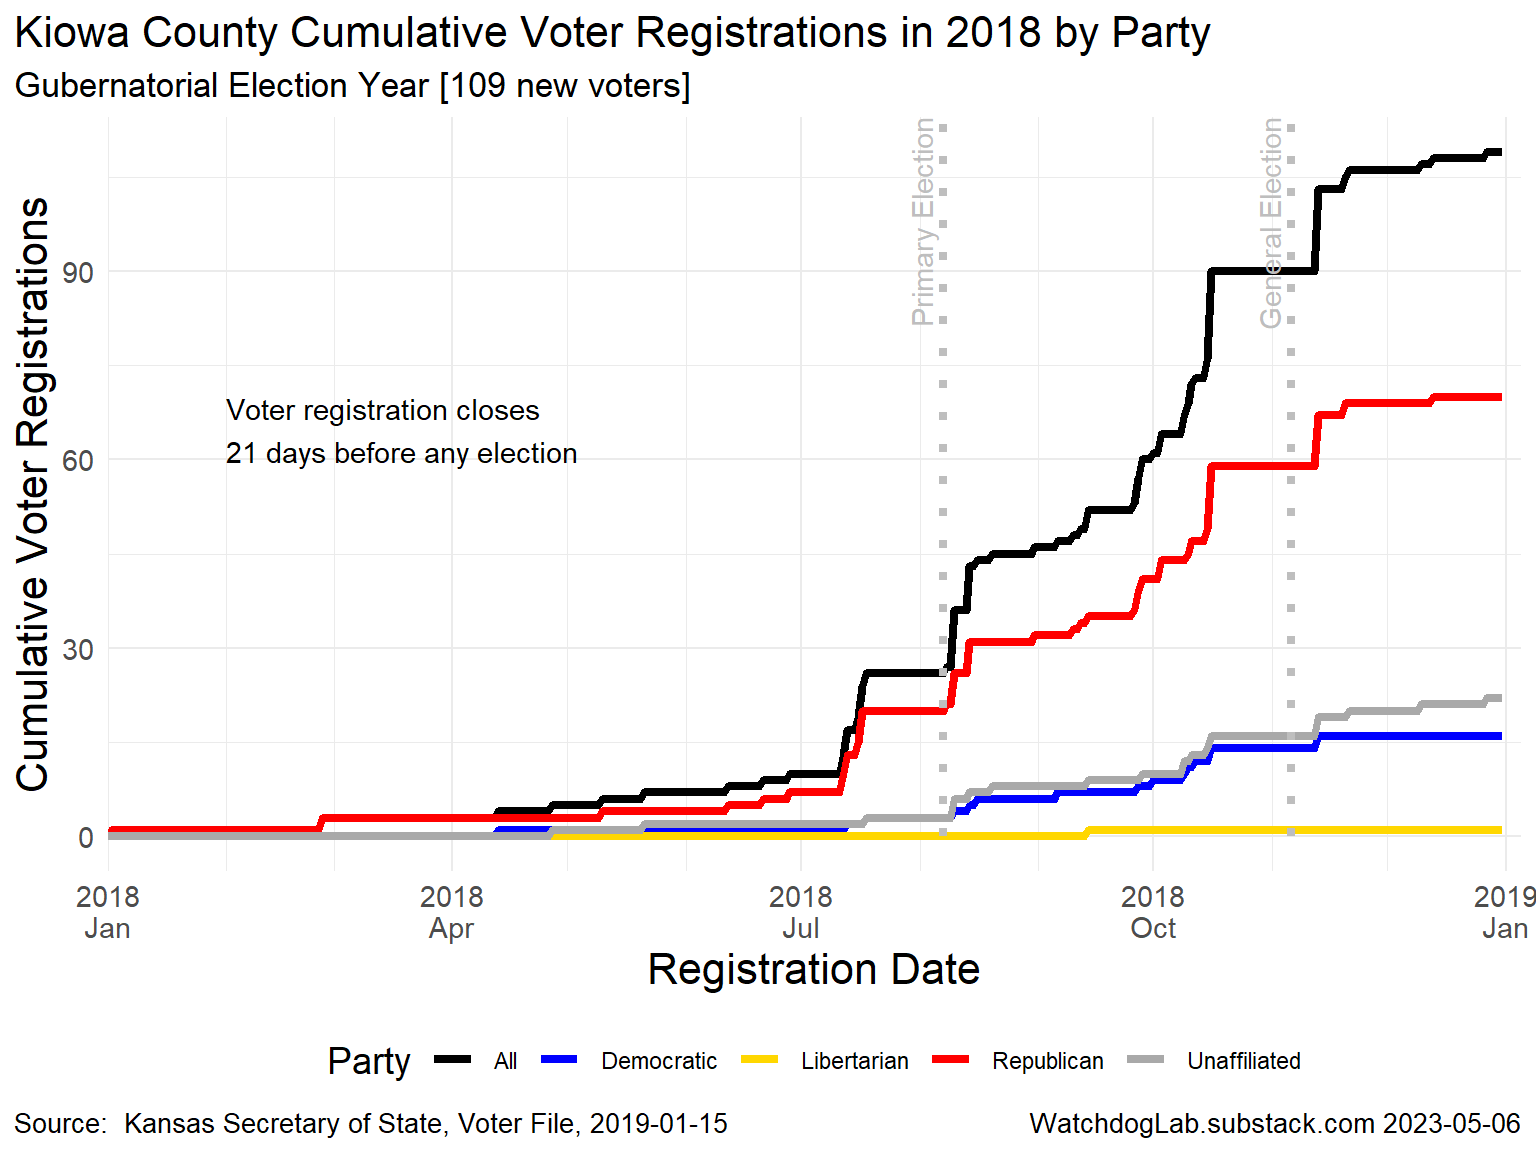 Kiowa County Cumulative Voter Registrations in 2018 by Party
Gubernatorial Election Year [109 new voters]
Cumulative Voter Registrations
90
60
30
0
Primary Election
General Election
Voter registration closes
21 days before any election
2018
Jan
2018
Apr
2018
Jul
2018
Oct
2019
Jan
Registration Date
Party
All
Democratic
Libertarian
Republican
Unaffiliated
Source:  Kansas Secretary of State, Voter File, 2019-01-15
WatchdogLab.substack.com 2023-05-06